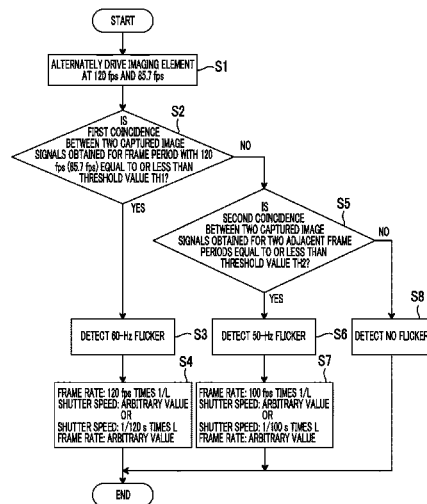 START
ALTERNATELY DRIVE IMAGING ELEMENT
AT 120 fps AND 85.7 fps
S1
S2
IS
FIRST COINCIDENCE
BETWEEN TWO CAPTURED IMAGE
SIGNALS OBTAINED FOR FRAME PERIOD WITH 120
fps (85.7 fps) EQUAL TO OR LESS THAN
THRESHOLD VALUE TH1?
NO
YES
S5
IS
SECOND COINCIDENCE
BETWEEN TWO CAPTURED IMAGE
SIGNALS OBTAINED FOR TWO ADJACENT FRAME
PERIODS EQUAL TO OR LESS THAN
THRESHOLD VALUE TH2?
NO
YES
S8
DETECT 60-Hz FLICKER
S3
DETECT 50-Hz FLICKER
S6
DETECT NO FLICKER
S4
FRAME RATE: 120 fps TIMES 1/L
SHUTTER SPEED: ARBITRARY VALUE
OR
SHUTTER SPEED: 1/120 s TIMES L
FRAME RATE: ARBITRARY VALUE
S7
FRAME RATE: 100 fps TIMES 1/L
SHUTTER SPEED: ARBITRARY VALUE
OR
SHUTTER SPEED: 1/100 s TIMES L
FRAME RATE: ARBITRARY VALUE
END